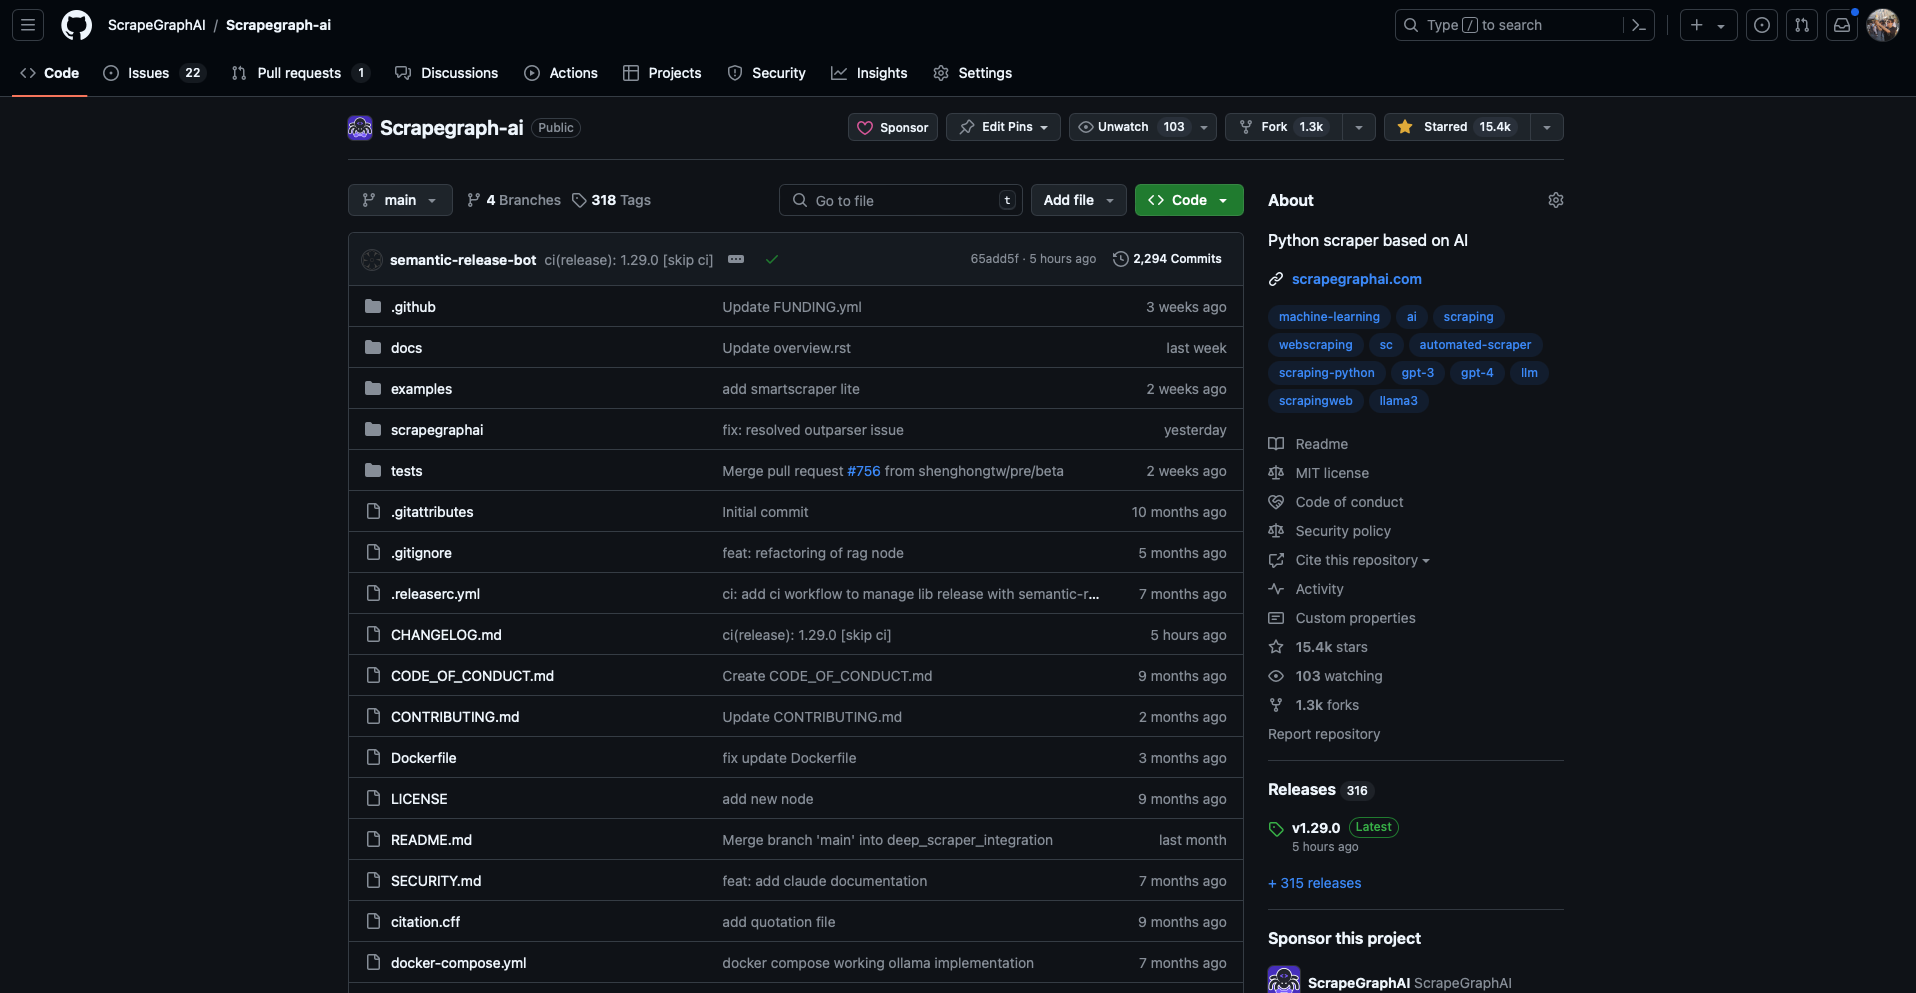 ScrapeGraphAI / Scrapegraph-ai
Type / to search
Code
Issues 22
Pull requests 1
Discussions
Actions
Projects
Security
Insights
Settings
Scrapegraph-ai Public
Sponsor
Edit Pins
Unwatch 103
Fork 1.3k
Starred 15.4k
main
4 Branches
318 Tags
Go to file t
Add file
Code
semantic-release-bot ci(release): 1.29.0 [skip ci] 65add5f · 5 hours ago 2,294 Commits
.github Update FUNDING.yml 3 weeks ago
docs Update overview.rst last week
examples add smartscraper lite 2 weeks ago
scrapegraphai fix: resolved outparser issue yesterday
tests Merge pull request #756 from shenghongtw/pre/beta 2 weeks ago
.gitattributes Initial commit 10 months ago
.gitignore feat: refactoring of rag node 5 months ago
.releaserc.yml ci: add ci workflow to manage lib release with semantic-r... 7 months ago
CHANGELOG.md ci(release): 1.29.0 [skip ci] 5 hours ago
CODE_OF_CONDUCT.md Create CODE_OF_CONDUCT.md 9 months ago
CONTRIBUTING.md Update CONTRIBUTING.md 2 months ago
Dockerfile fix update Dockerfile 3 months ago
LICENSE add new node 9 months ago
README.md Merge branch 'main' into deep_scraper_integration last month
SECURITY.md feat: add claude documentation 7 months ago
citation.cff add quotation file 9 months ago
docker-compose.yml docker compose working ollama implementation 7 months ago
About
Python scraper based on AI
scrapegraphai.com
machine-learning ai scraping
webscraping sc automated-scraper
scraping-python gpt-3 gpt-4 llm
scrapingweb llama3
Readme
MIT license
Code of conduct
Security policy
Cite this repository
Activity
Custom properties
15.4k stars
103 watching
1.3k forks
Report repository
Releases 316
v1.29.0 Latest
5 hours ago
+ 315 releases
Sponsor this project
ScrapeGraphAI ScrapeGraphAI